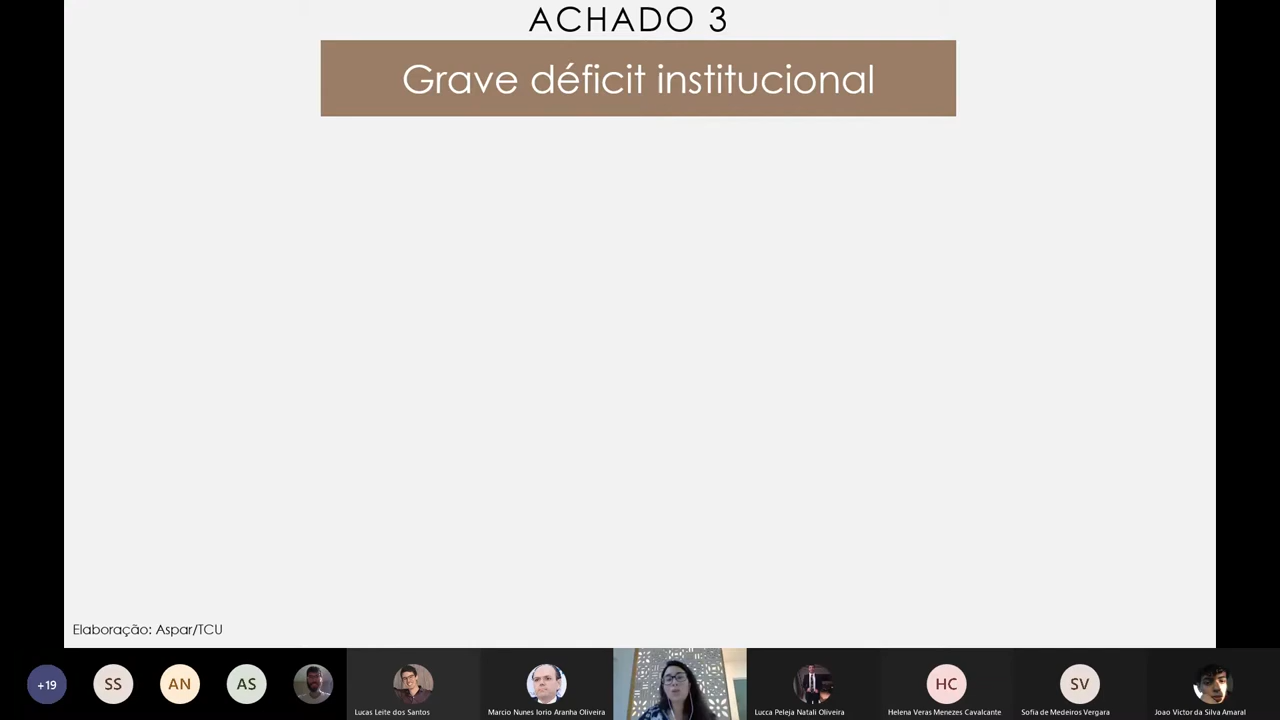 ACHADO 3
Grave déficit institucional
Elaboração: Aspar/TCU
+19
SS
AN
AS
HC
SV
Lucas Leite dos Santos
Marcio Nunes Iorio Aranha Oliveira
Lucca Peleja Natali Oliveira
Helena Veras Menezes Cavalcante
Sofia de Medeiros Vergara
Joao Victor da Silva Amaral